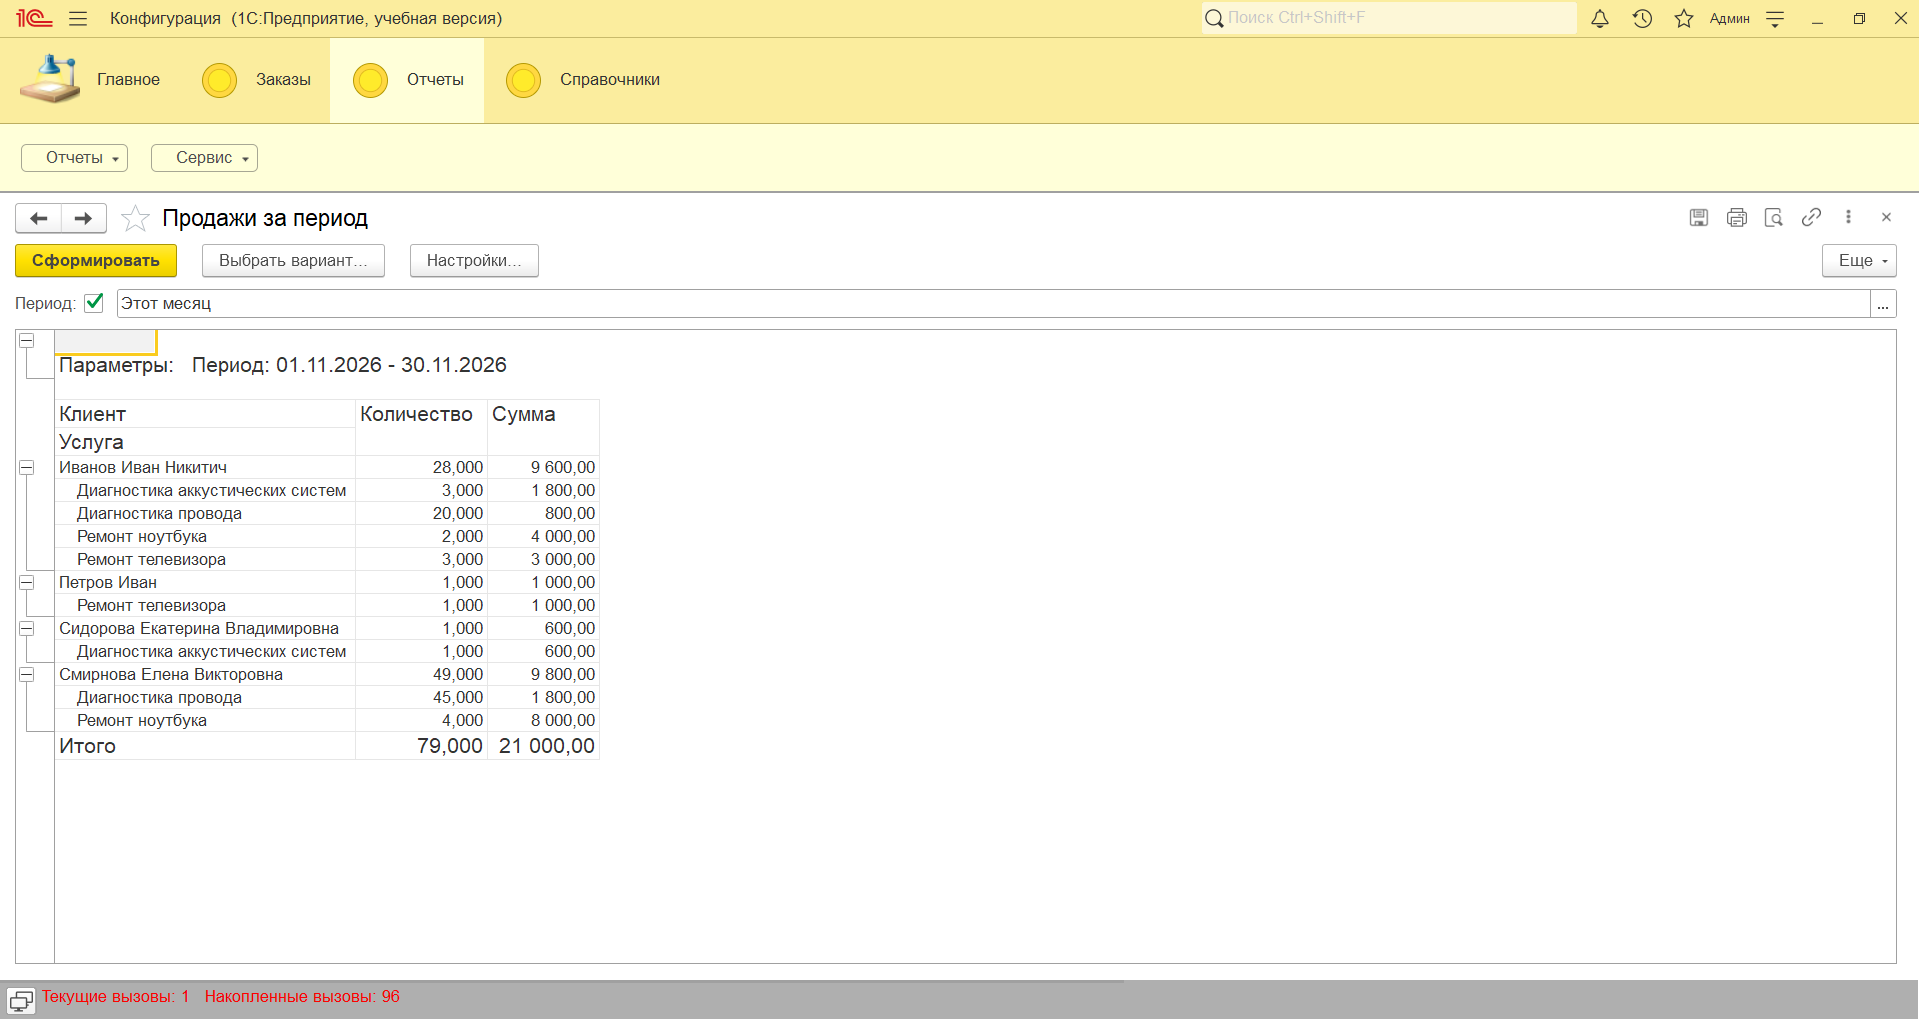 1С Конфигурация (1С:Предприятие, учебная версия) Поиск Ctrl+Shift+F Админ
Главное Заказы Отчеты Справочники
Отчеты Сервис
Продажи за период
Сформировать Выбрать вариант... Настройки... Еще
Период: Этот месяц ...
Параметры: Период: 01.11.2026 - 30.11.2026
Клиент Количество Сумма
Услуга
Иванов Иван Никитич 28,000 9 600,00
Диагностика аккустических систем 3,000 1 800,00
Диагностика провода 20,000 800,00
Ремонт ноутбука 2,000 4 000,00
Ремонт телевизора 3,000 3 000,00
Петров Иван 1,000 1 000,00
Ремонт телевизора 1,000 1 000,00
Сидорова Екатерина Владимировна 1,000 600,00
Диагностика аккустических систем 1,000 600,00
Смирнова Елена Викторовна 49,000 9 800,00
Диагностика провода 45,000 1 800,00
Ремонт ноутбука 4,000 8 000,00
Итого 79,000 21 000,00
Текущие вызовы: 1 Накопленные вызовы: 96